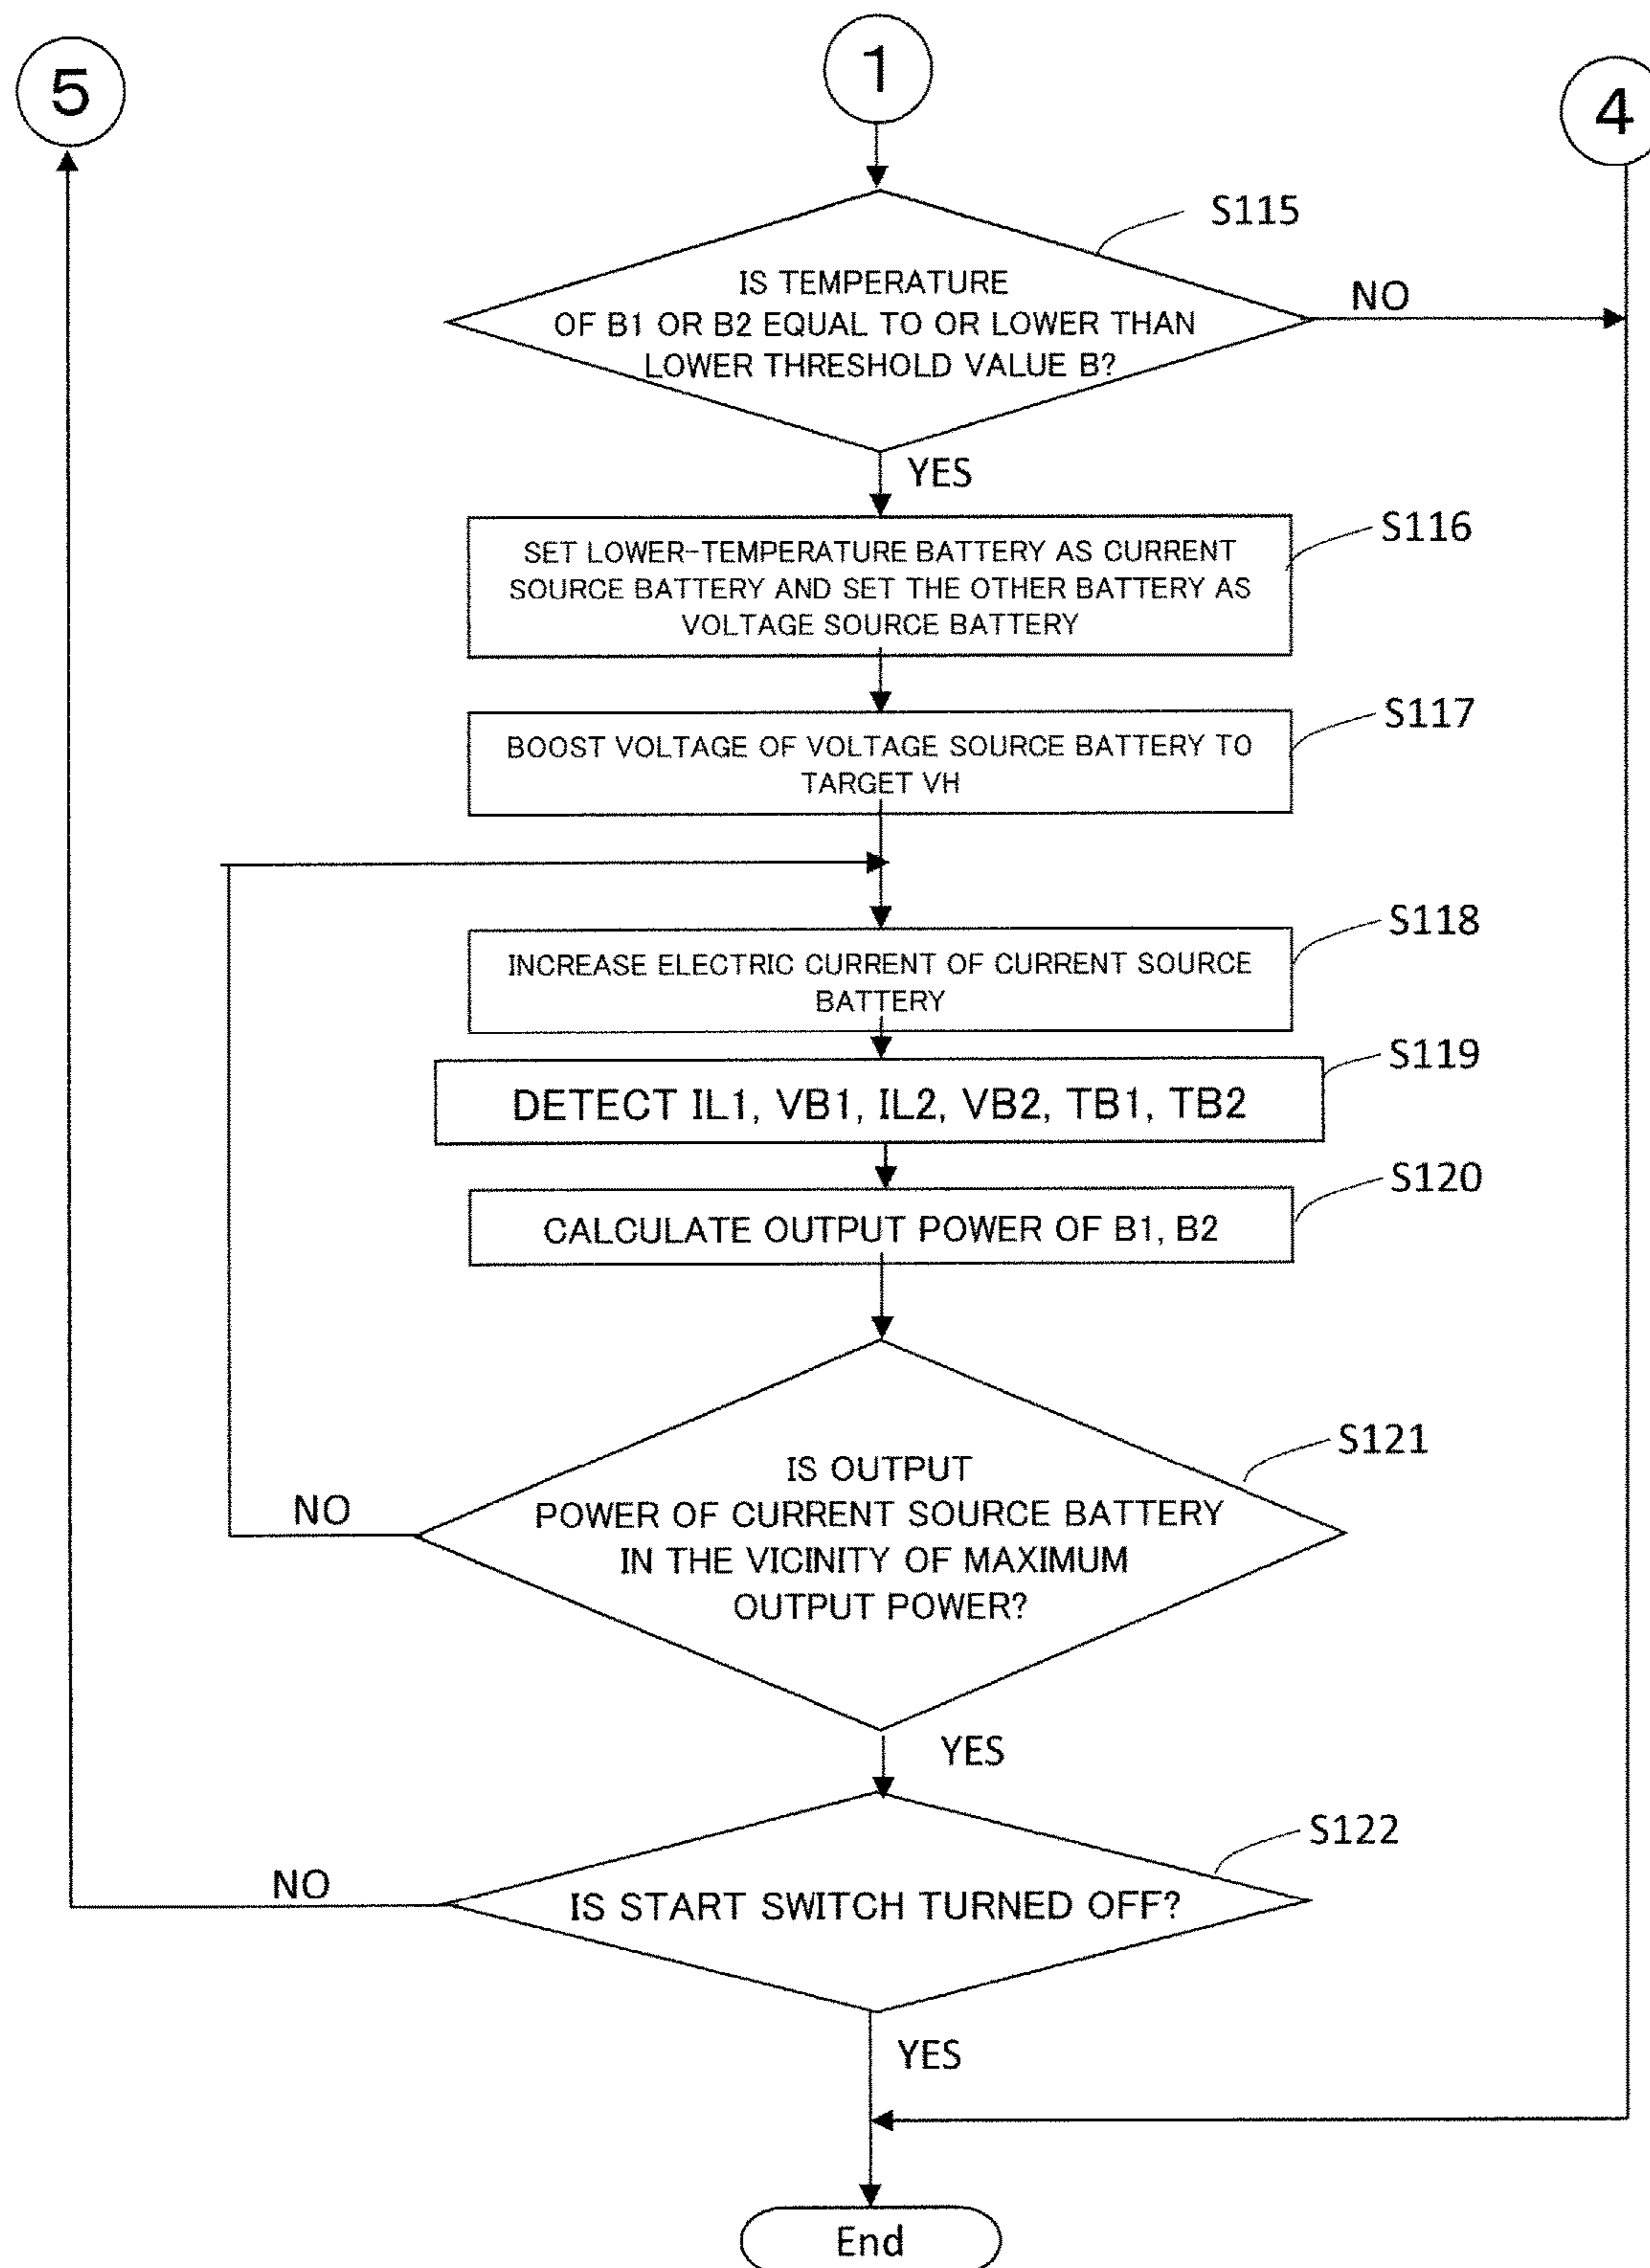 5
1
4
S115
IS TEMPERATURE
OF B1 OR B2 EQUAL TO OR LOWER THAN
LOWER THRESHOLD VALUE B?
NO
YES
S116
SET LOWER-TEMPERATURE BATTERY AS CURRENT
SOURCE BATTERY AND SET THE OTHER BATTERY AS
VOLTAGE SOURCE BATTERY
S117
BOOST VOLTAGE OF VOLTAGE SOURCE BATTERY TO
TARGET VH
S118
INCREASE ELECTRIC CURRENT OF CURRENT SOURCE
BATTERY
S119
DETECT IL1, VB1, IL2, VB2, TB1, TB2
S120
CALCULATE OUTPUT POWER OF B1, B2
S121
IS OUTPUT
POWER OF CURRENT SOURCE BATTERY
IN THE VICINITY OF MAXIMUM
OUTPUT POWER?
NO
YES
S122
IS START SWITCH TURNED OFF?
NO
YES
End